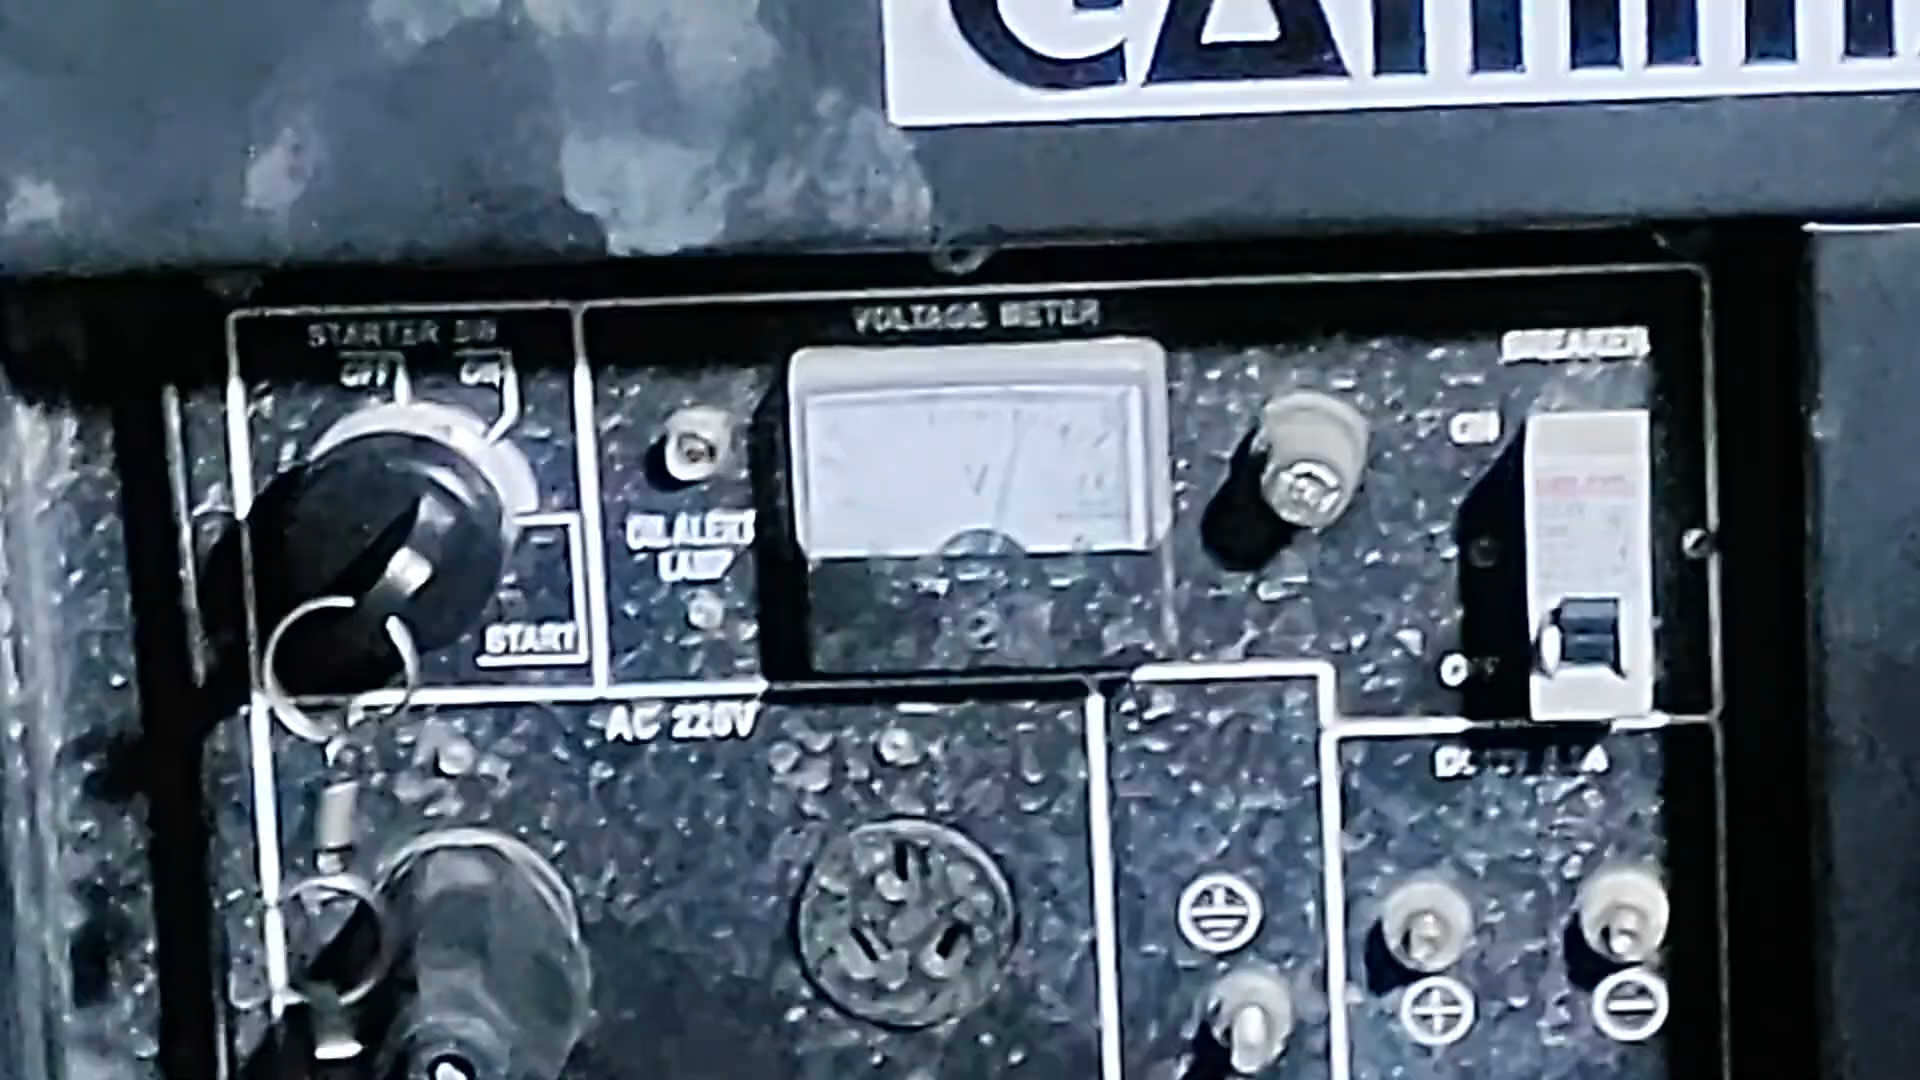 STARTER SW
OFF
ON
START
OIL ALERT
LAMP
VOLTAGE METER
V
BREAKER
ON
OFF
AC 220V